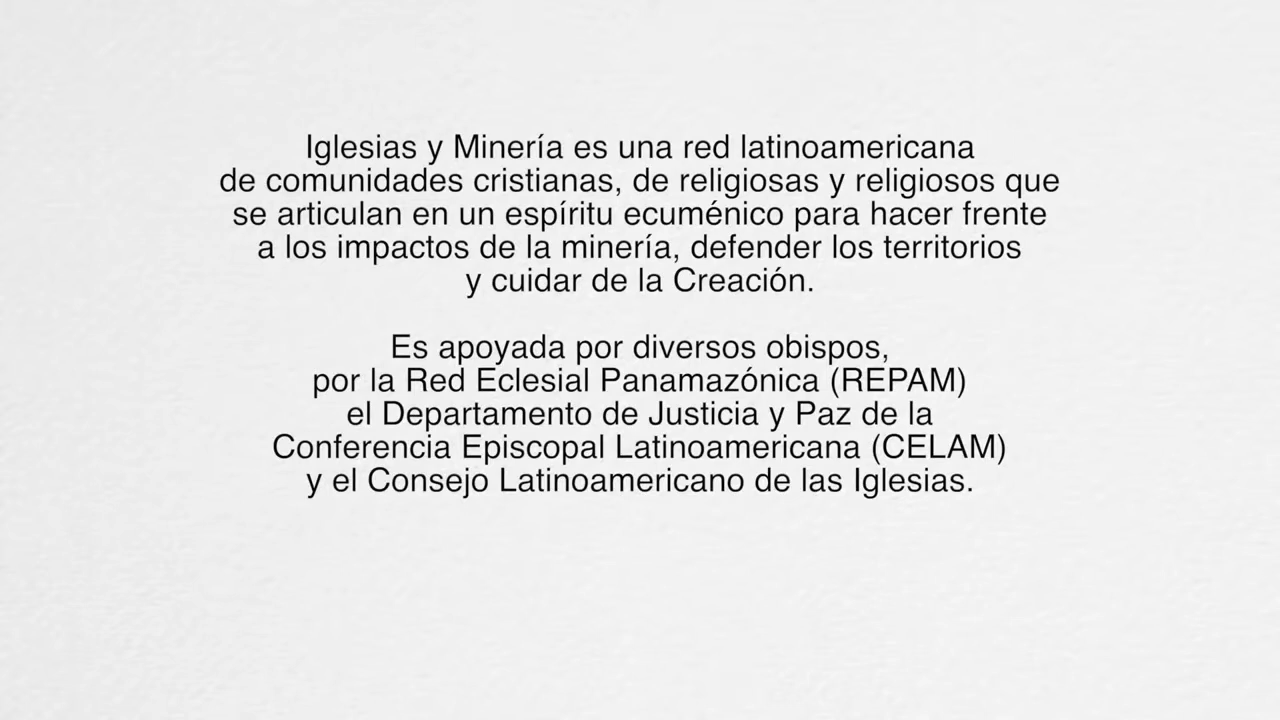 Iglesias y Minería es una red latinoamericana
de comunidades cristianas, de religiosas y religiosos que
se articulan en un espíritu ecuménico para hacer frente
a los impactos de la minería, defender los territorios
y cuidar de la Creación.
Es apoyada por diversos obispos,
por la Red Eclesial Panamazónica (REPAM)
el Departamento de Justicia y Paz de la
Conferencia Episcopal Latinoamericana (CELAM)
y el Consejo Latinoamericano de las Iglesias.